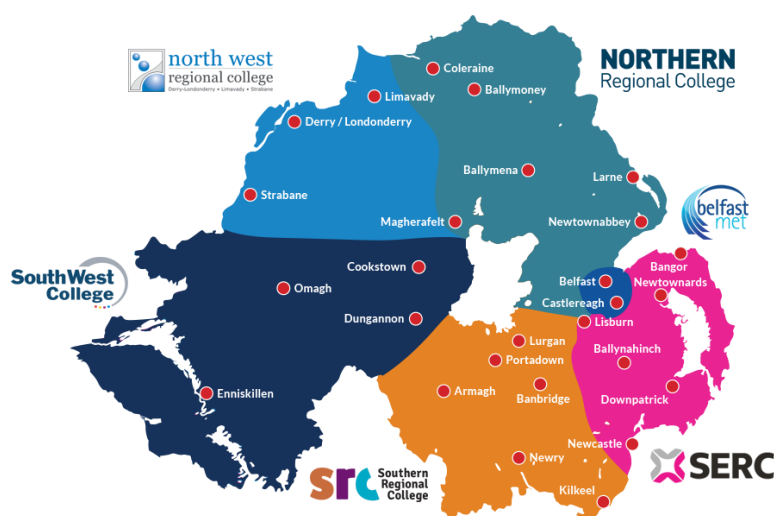 north west
regional college
Derry-Londonderry • Limavady • Strabane
NORTHERN
Regional College
Coleraine
Limavady
Ballymoney
Derry / Londonderry
Ballymena
Larne
Strabane
Magherafelt
Newtownabbey
belfast
met
SouthWest
College
Cookstown
Omagh
Dungannon
Enniskillen
Belfast
Castlereagh
Bangor
Newtownards
Lisburn
Lurgan
Portadown
Ballynahinch
Armagh
Banbridge
Downpatrick
Newcastle
Newry
Kilkeel
src
Southern
Regional
College
SERC